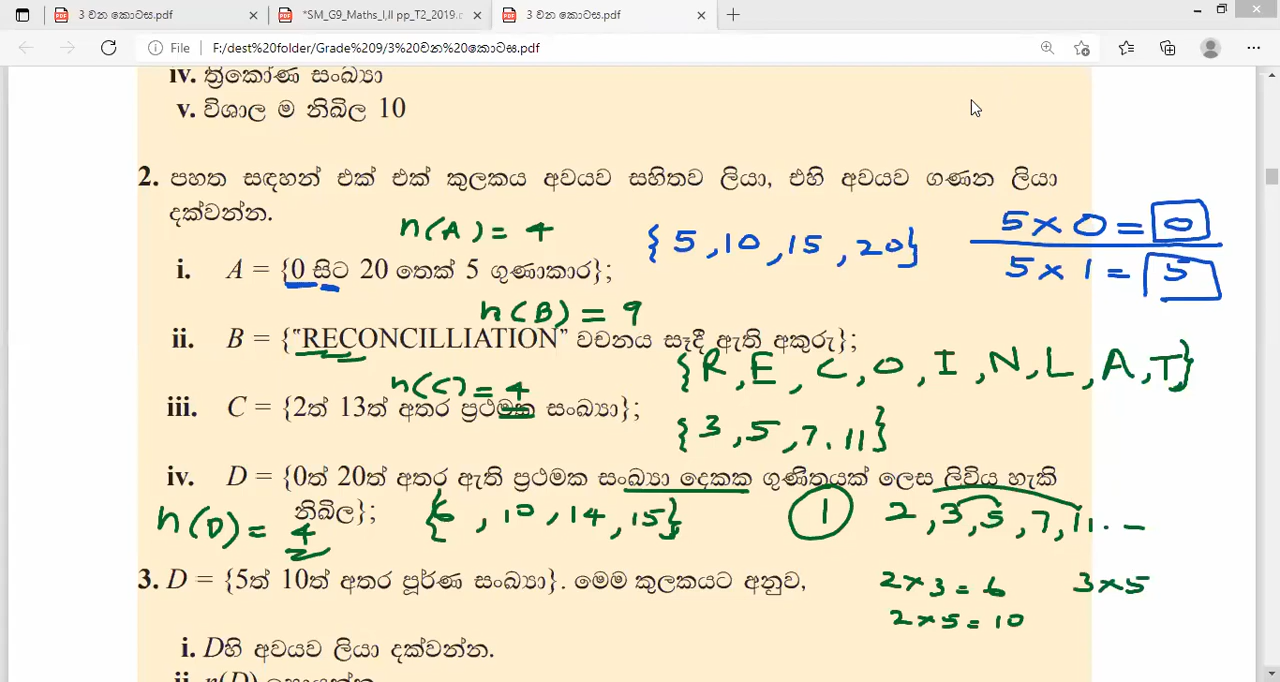 3 වන කොටස.pdf
*SM_G9_Maths_I,II pp_T2_2019.c
3 වන කොටස.pdf
File F:/dest%20folder/Grade%209/3%20වන%20කොටස.pdf
iv. ත්‍රිකෝණ සංඛ්‍යා
v. විශාල ම නිඛිල 10
2. පහත සඳහන් එක් එක් කුලකය අවයව සහිතව ලියා, එහි අවයව ගණන ලියා
දක්වන්න.
n(A) = 4
{5, 10, 15, 20}
5 × 0 = 0
5 × 1 = 5
i. A = {0 සිට 20 තෙක් 5 ගුණාකාර};
n(B) = 9
ii. B = {"RECONCILLIATION" වචනය සෑදී ඇති අකුරු};
{R, E, C, O, I, N, L, A, T}
n(C) = 4
iii. C = {2ත් 13ත් අතර ප්‍රථමක සංඛ්‍යා};
{3, 5, 7, 11}
iv. D = {0ත් 20ත් අතර ඇති ප්‍රථමක සංඛ්‍යා දෙකක ගුණිතයක් ලෙස ලිවිය හැකි
නිඛිල};
n(D) = 4
{6, 10, 14, 15}
1 2, 3, 5, 7, 11 . . –
3. D = {5ත් 10ත් අතර පූර්ණ සංඛ්‍යා}. මෙම කුලකයට අනුව,
2 × 3 = 6 3 × 5
2 × 5 = 10
i. Dහි අවයව ලියා දක්වන්න.
ii. n(D) සොයන්න.